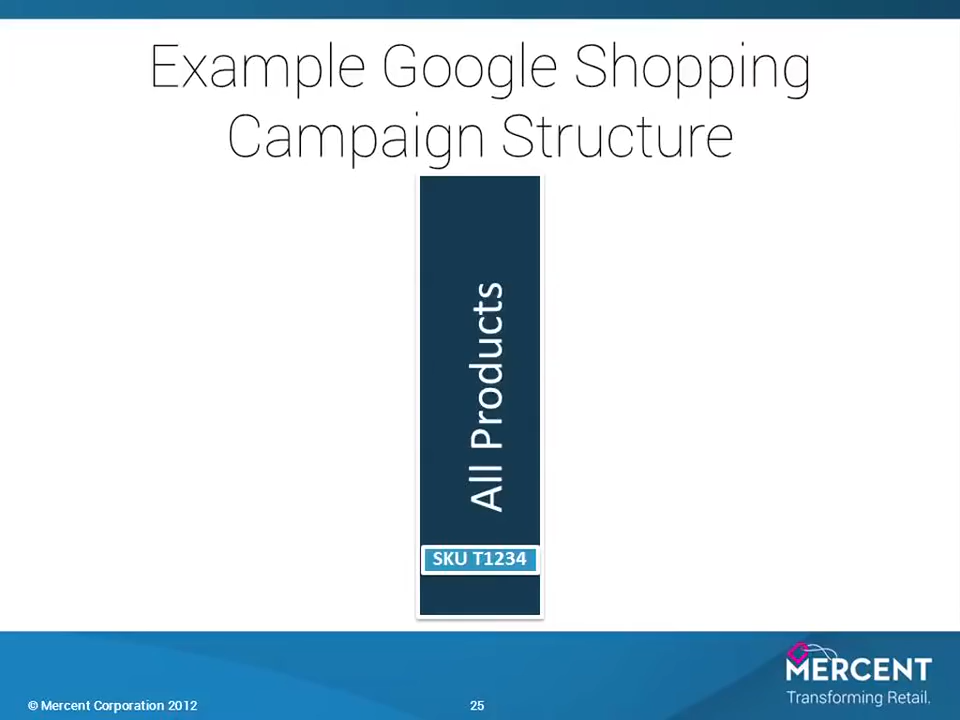 Example Google Shopping
Campaign Structure
All Products
SKU T1234
MERCENT
Transforming Retail.
© Mercent Corporation 2012
25